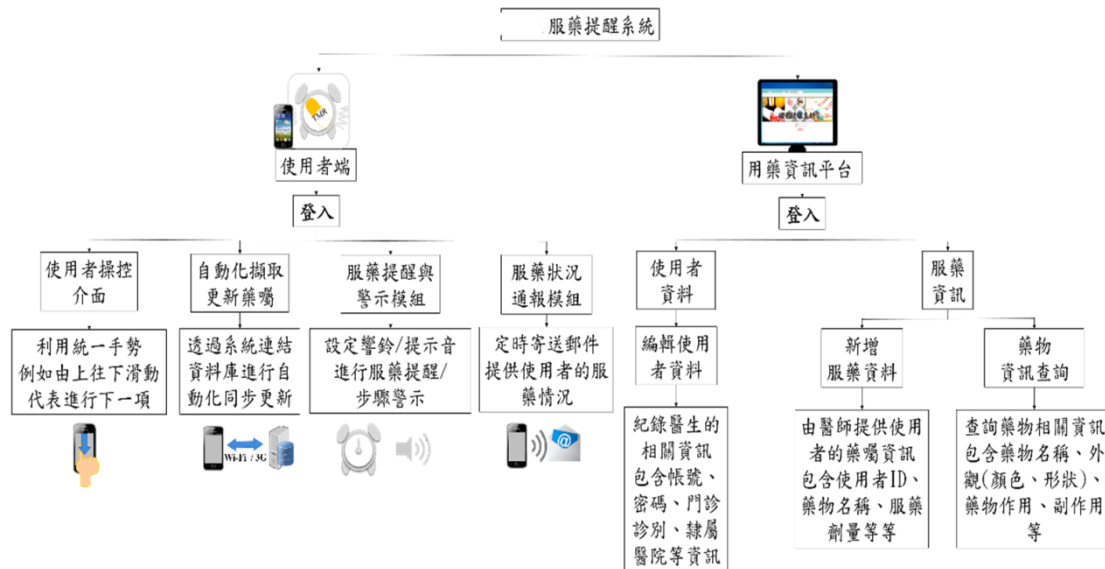 服藥提醒系統
TMR
使用者端
用藥資訊平台
登入
登入
使用者操控
介面
自動化擷取
更新藥囑
服藥提醒與
警示模組
服藥狀況
通報模組
使用者
資料
服藥
資訊
利用統一手勢
例如由上往下滑動
代表進行下一項
透過系統連結
資料庫進行自
動化同步更新
設定響鈴/提示音
進行服藥提醒/
步驟警示
定時寄送郵件
提供使用者的服
藥情況
編輯使用
者資料
新增
服藥資料
藥物
資訊查詢
Wi-Fi / 3G
@
紀錄醫生的
相關資訊
包含帳號、
密碼、門診
診別、隸屬
醫院等資訊
由醫師提供使用
者的藥囑資訊
包含使用者ID、
藥物名稱、服藥
劑量等等
查詢藥物相關資訊
包含藥物名稱、外
觀(顏色、形狀)、
藥物作用、副作用
等